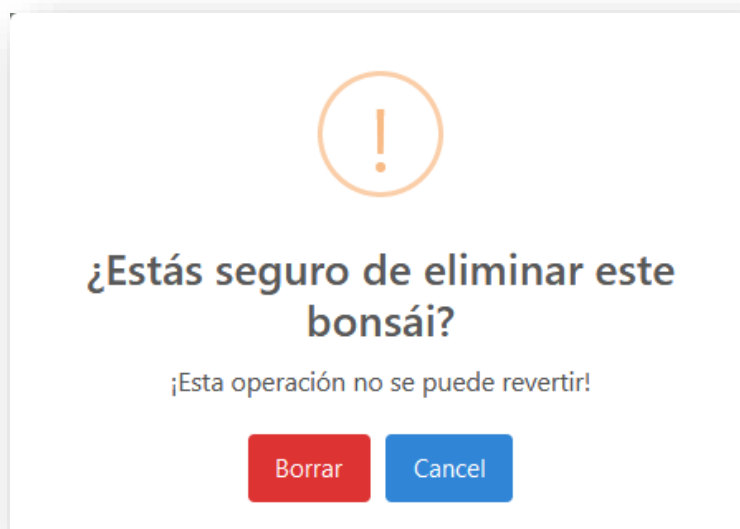 !
¿Estás seguro de eliminar este
bonsái?
¡Esta operación no se puede revertir!
Borrar Cancel